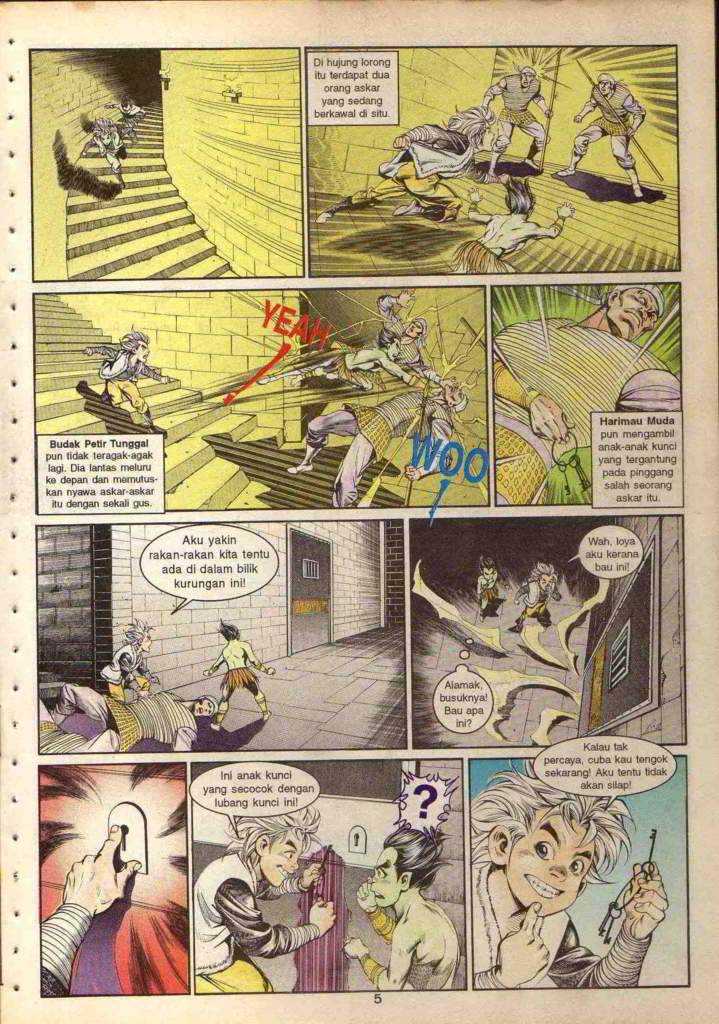 Di hujung lorong
itu terdapat dua
orang askar
yang sedang
berkawal di situ.
YEAH
WOO
Budak Petir Tunggal
pun tidak teragak-agak
lagi. Dia lantas meluru
ke depan dan memutus-
kan nyawa askar-askar
itu dengan sekali gus.
Harimau Muda
pun mengambil
anak-anak kunci
yang tergantung
pada pinggang
salah seorang
askar itu.
Aku yakin
rakan-rakan kita tentu
ada di dalam bilik
kurungan ini!
Wah, loya
aku kerana
bau ini!
Alamak,
busuknya!
Bau apa
ini?
Ini anak kunci
yang secocok dengan
lubang kunci ini!
?
Kalau tak
percaya, cuba kau tengok
sekarang! Aku tentu tidak
akan silap!
5